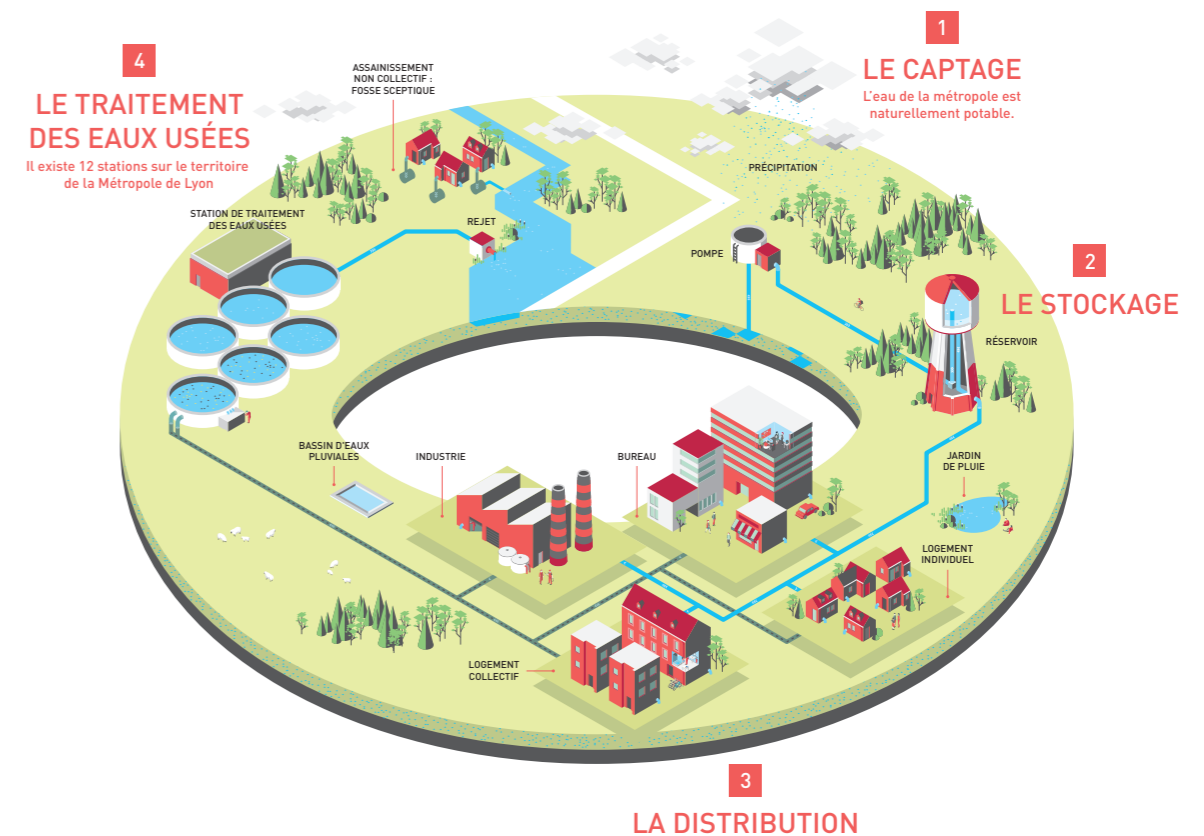 1
LE CAPTAGE
L'eau de la métropole est
naturellement potable.
PRÉCIPITATION
POMPE
2
LE STOCKAGE
RÉSERVOIR
JARDIN
DE PLUIE
LOGEMENT
INDIVIDUEL
BUREAU
INDUSTRIE
BASSIN D'EAUX
PLUVIALES
LOGEMENT
COLLECTIF
3
LA DISTRIBUTION
4
LE TRAITEMENT
DES EAUX USÉES
Il existe 12 stations sur le territoire
de la Métropole de Lyon
ASSAINISSEMENT
NON COLLECTIF :
FOSSE SCEPTIQUE
STATION DE TRAITEMENT
DES EAUX USÉES
REJET